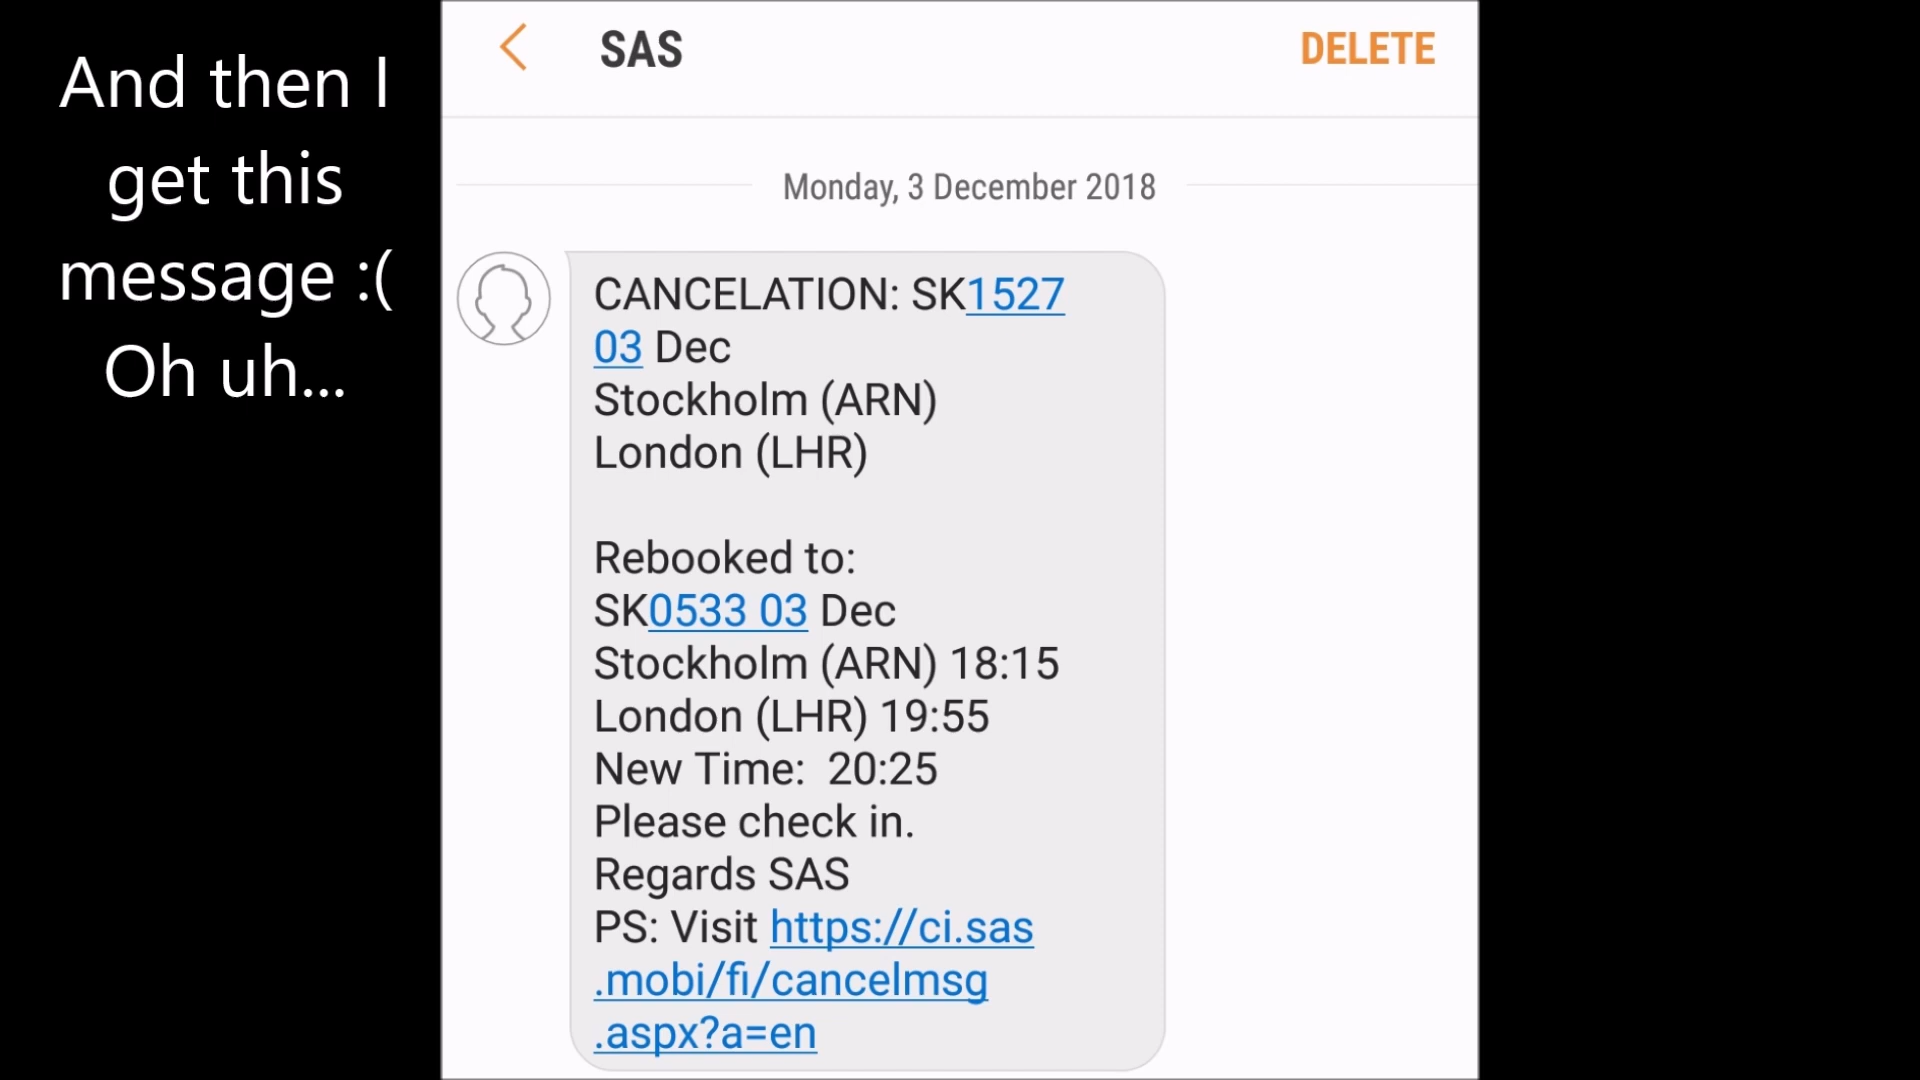 And then I
get this
message :(
Oh uh...
SAS
DELETE
Monday, 3 December 2018
CANCELATION: SK1527
03 Dec
Stockholm (ARN)
London (LHR)
Rebooked to:
SK0533 03 Dec
Stockholm (ARN) 18:15
London (LHR) 19:55
New Time:  20:25
Please check in.
Regards SAS
PS: Visit https://ci.sas
.mobi/fi/cancelmsg
.aspx?a=en